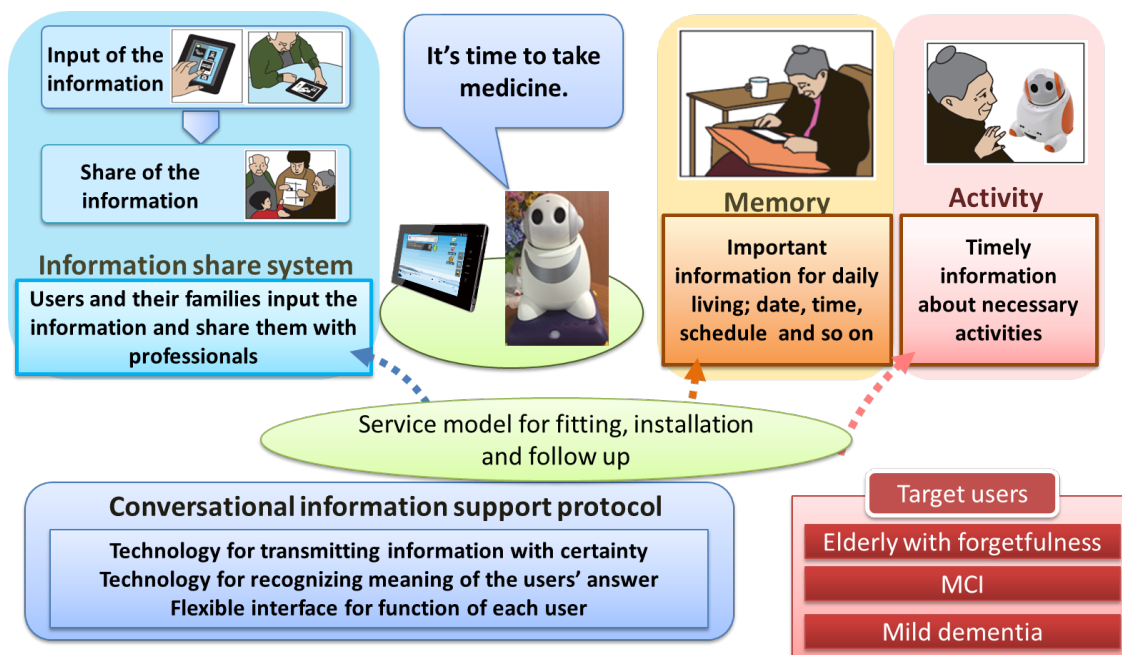 Input of the
information
Share of the
information
Information share system
Users and their families input the
information and share them with
professionals
It's time to take
medicine.
Memory
Important
information for daily
living; date, time,
schedule and so on
Activity
Timely
information
about necessary
activities
Service model for fitting, installation
and follow up
Conversational information support protocol
Technology for transmitting information with certainty
Technology for recognizing meaning of the users' answer
Flexible interface for function of each user
Target users
Elderly with forgetfulness
MCI
Mild dementia